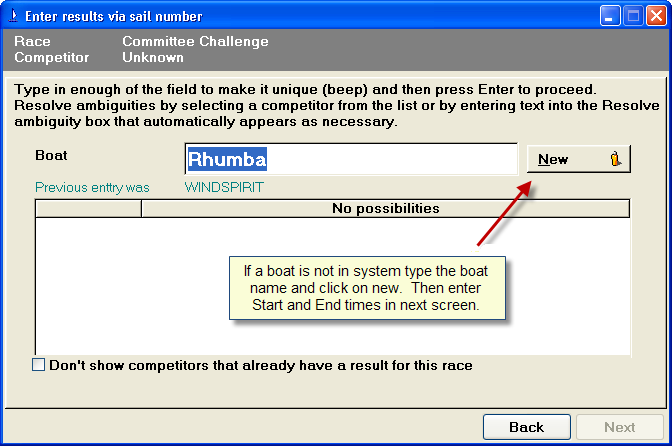 Enter results via sail number
Race Committee Challenge
Competitor Unknown
Type in enough of the field to make it unique (beep) and then press Enter to proceed.
Resolve ambiguities by selecting a competitor from the list or by entering text into the Resolve
ambiguity box that automatically appears as necessary.
Boat Rhumba New
Previous enttry was WINDSPIRIT
No possibilities
If a boat is not in system type the boat
name and click on new. Then enter
Start and End times in next screen.
Don't show competitors that already have a result for this race
Back Next